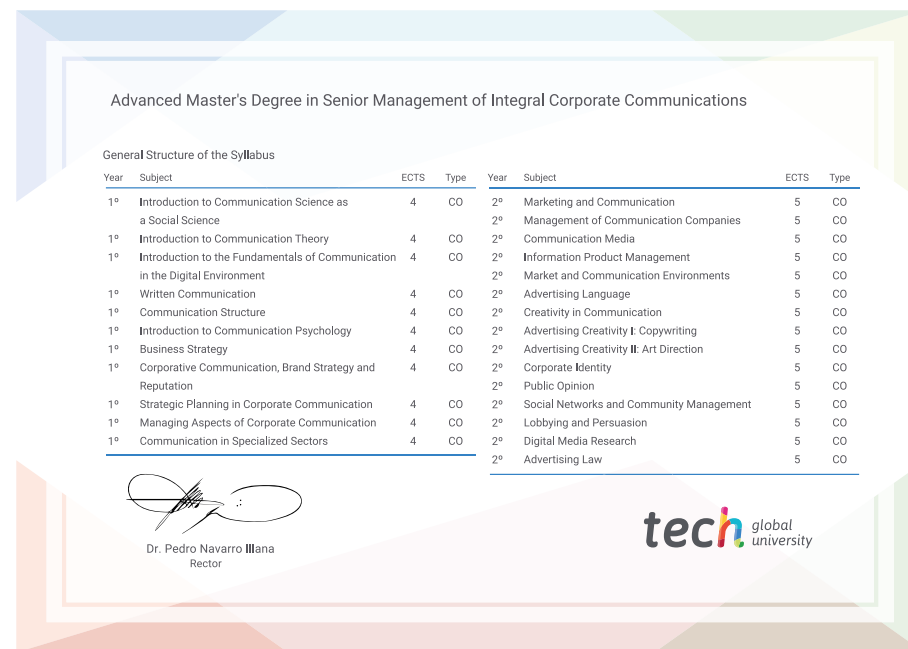 Advanced Master's Degree in Senior Management of Integral Corporate Communications
General Structure of the Syllabus
Year Subject ECTS Type
1º Introduction to Communication Science as 4 CO
a Social Science
1º Introduction to Communication Theory 4 CO
1º Introduction to the Fundamentals of Communication 4 CO
in the Digital Environment
1º Written Communication 4 CO
1º Communication Structure 4 CO
1º Introduction to Communication Psychology 4 CO
1º Business Strategy 4 CO
1º Corporative Communication, Brand Strategy and 4 CO
Reputation
1º Strategic Planning in Corporate Communication 4 CO
1º Managing Aspects of Corporate Communication 4 CO
1º Communication in Specialized Sectors 4 CO
Year Subject ECTS Type
2º Marketing and Communication 5 CO
2º Management of Communication Companies 5 CO
2º Communication Media 5 CO
2º Information Product Management 5 CO
2º Market and Communication Environments 5 CO
2º Advertising Language 5 CO
2º Creativity in Communication 5 CO
2º Advertising Creativity I: Copywriting 5 CO
2º Advertising Creativity II: Art Direction 5 CO
2º Corporate Identity 5 CO
2º Public Opinion 5 CO
2º Social Networks and Community Management 5 CO
2º Lobbying and Persuasion 5 CO
2º Digital Media Research 5 CO
2º Advertising Law 5 CO
Dr. Pedro Navarro Illana
Rector
tech global
university